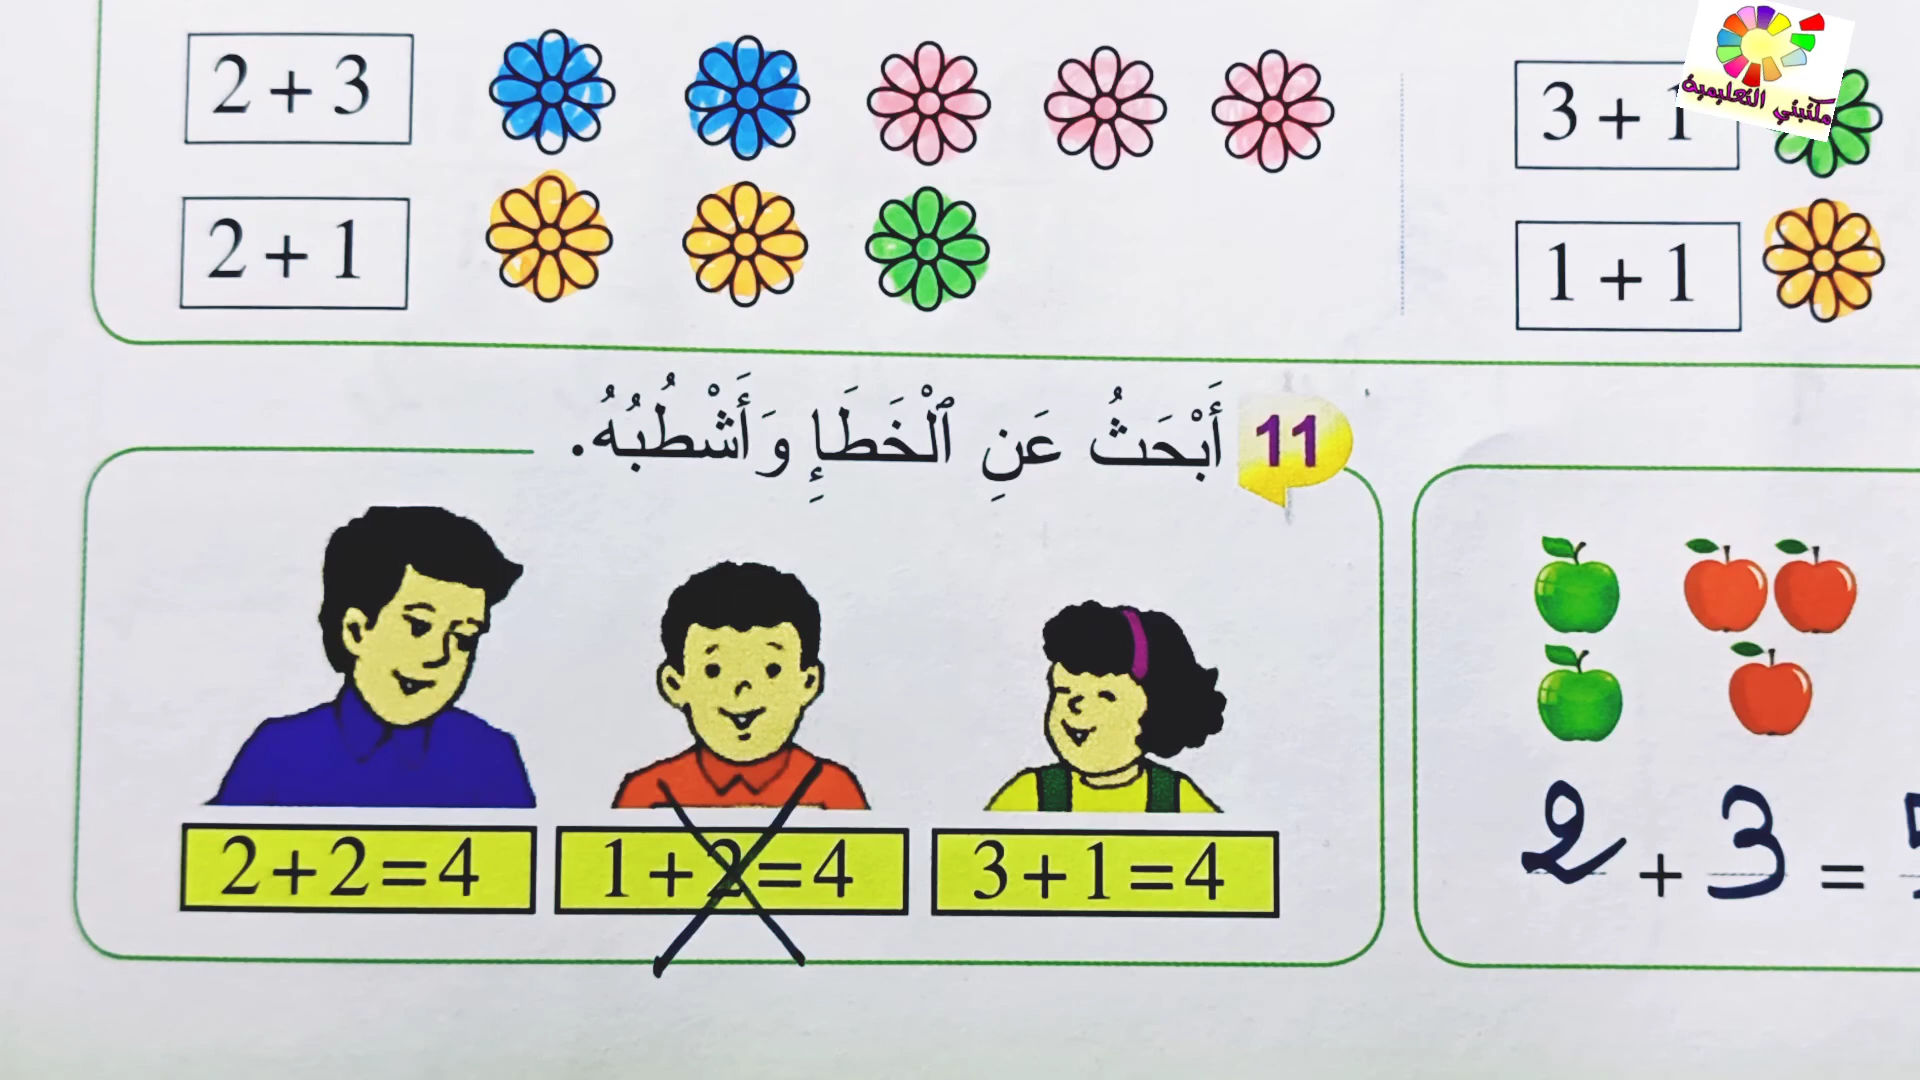 2 + 3
3 + 1
مكتبتي التعليمية
2 + 1
1 + 1
11 أَبْحَثُ عَنِ ٱلْخَطَأِ وَأَشْطُبُهُ.
2+2=4
1+2=4
3+1=4
2 + 3 =